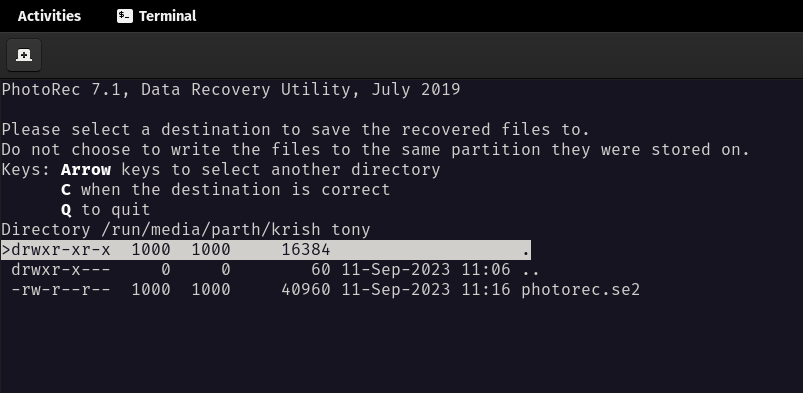 Activities Terminal
PhotoRec 7.1, Data Recovery Utility, July 2019
Please select a destination to save the recovered files to.
Do not choose to write the files to the same partition they were stored on.
Keys: Arrow keys to select another directory
C when the destination is correct
Q to quit
Directory /run/media/parth/krish tony
>drwxr-xr-x 1000 1000 16384 .
drwxr-x--- 0 0 60 11-Sep-2023 11:06 ..
-rw-r--r-- 1000 1000 40960 11-Sep-2023 11:16 photorec.se2